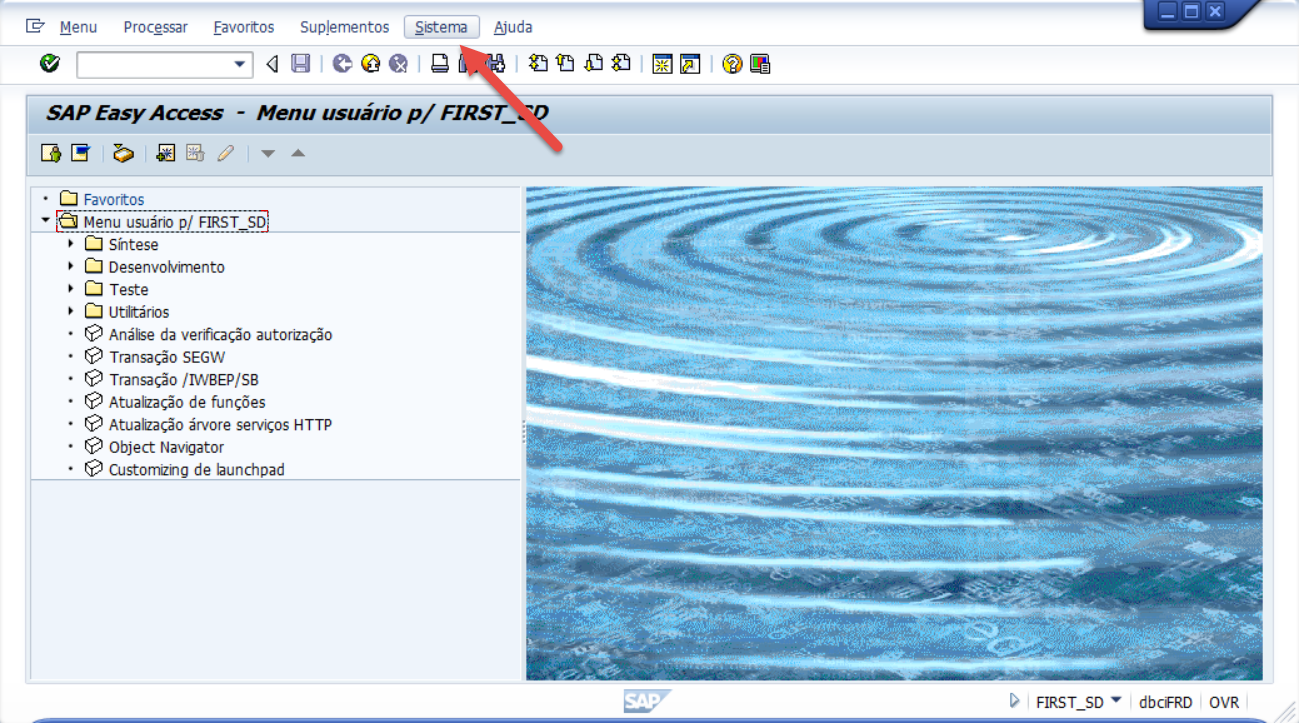 Menu Processar Favoritos Suplementos Sistema Ajuda
SAP Easy Access - Menu usuário p/ FIRST_SD
Favoritos
Menu usuário p/ FIRST_SD
Síntese
Desenvolvimento
Teste
Utilitários
Análise da verificação autorização
Transação SEGW
Transação /IWBEP/SB
Atualização de funções
Atualização árvore serviços HTTP
Object Navigator
Customizing de launchpad
SAP
FIRST_SD dbciFRD OVR